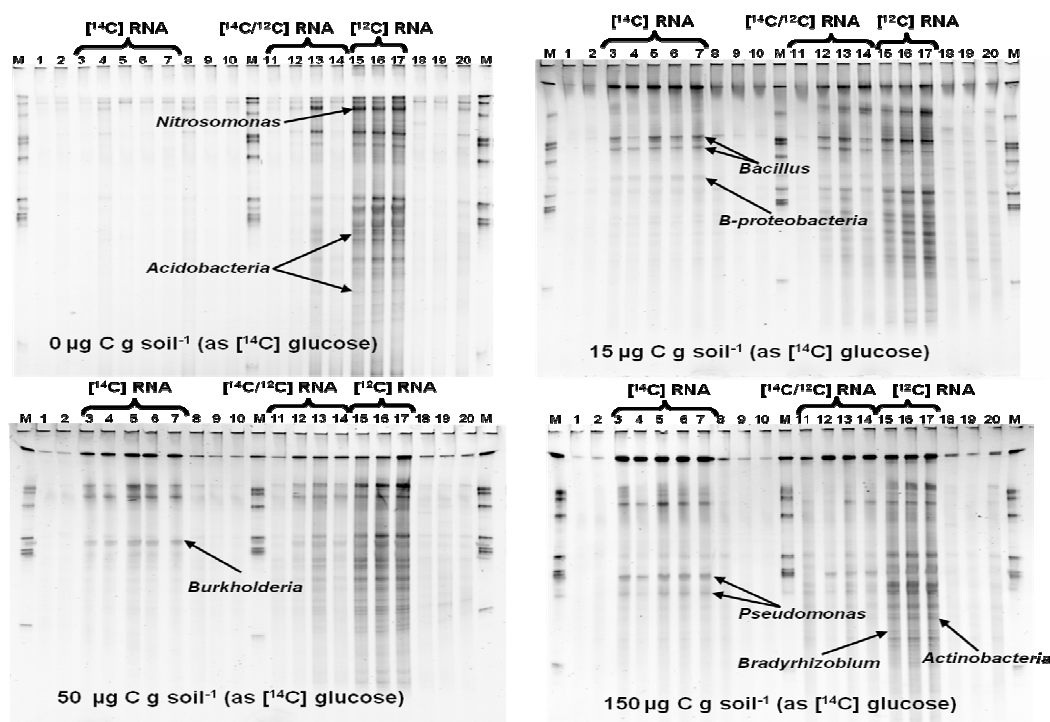 [¹⁴C] RNA [¹⁴C/¹²C] RNA [¹²C] RNA
M 1 2 3 4 5 6 7 8 9 10 M 11 12 13 14 15 16 17 18 19 20 M
Nitrosomonas
Acidobacteria
0 µg C g soil⁻¹ (as [¹⁴C] glucose)
[¹⁴C] RNA [¹⁴C/¹²C] RNA [¹²C] RNA
M 1 2 3 4 5 6 7 8 9 10 M 11 12 13 14 15 16 17 18 19 20 M
Bacillus
B-proteobacteria
15 µg C g soil⁻¹ (as [¹⁴C] glucose)
[¹⁴C] RNA [¹⁴C/¹²C] RNA [¹²C] RNA
M 1 2 3 4 5 6 7 8 9 10 M 11 12 13 14 15 16 17 18 19 20 M
Burkholderia
50 µg C g soil⁻¹ (as [¹⁴C] glucose)
[¹⁴C] RNA [¹⁴C/¹²C] RNA [¹²C] RNA
M 1 2 3 4 5 6 7 8 9 10 M 11 12 13 14 15 16 17 18 19 20 M
Pseudomonas
Bradyrhizobium
Actinobacteria
150 µg C g soil⁻¹ (as [¹⁴C] glucose)